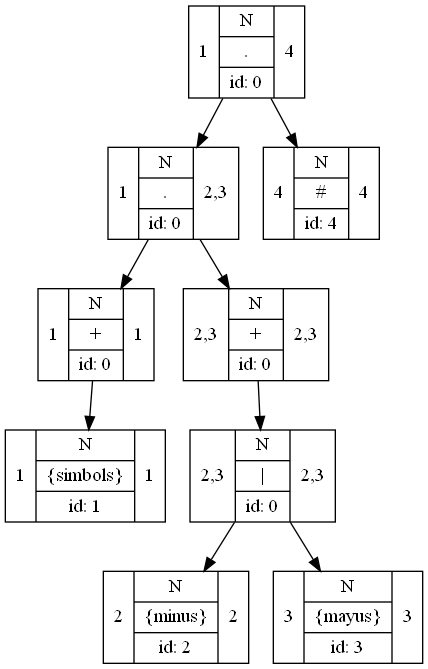 N
1 . 4
id: 0
N N
1 . 2,3 4 # 4
id: 0 id: 4
N N
1 + 1 2,3 + 2,3
id: 0 id: 0
N N
1 {simbols} 1 2,3 | 2,3
id: 1 id: 0
N N
2 {minus} 2 3 {mayus} 3
id: 2 id: 3